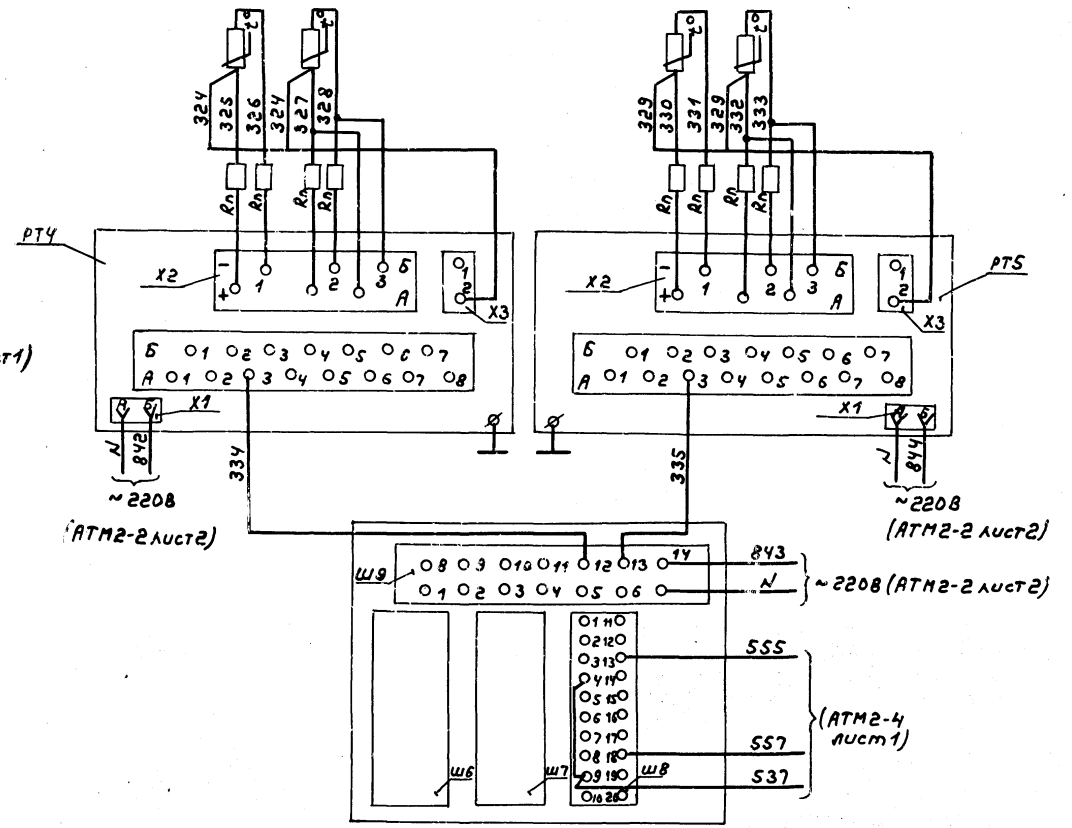 t° t° t° t°
324 325 326 324 327 328 329 330 331 329 332 333
Rп Rп Rп Rп Rп Rп Rп Rп
РТ4 Х2 - + 1 2 3 Б А 1 2 Х3
Х2 - + 1 2 3 Б А 1 2 Х3 РТ5
ст1)
Б 1 2 3 4 5 6 7
А 1 2 3 4 5 6 7 8
Б 1 2 3 4 5 6 7
А 1 2 3 4 5 6 7 8
А Б Х1
Х1 А Б
N 842 334 335 N 844
~220В
(АТМ2-2 лист2)
~220В
(АТМ2-2 лист2)
Ш9 8 9 10 11 12 13 14 843
1 2 3 4 5 6 N
~220В (АТМ2-2 лист2)
1 11
2 12
3 13 555
4 14
5 15
6 16
7 17
8 18 557
9 19 537
10 20
Ш6 Ш7 Ш8
(АТМ2-4
лист1)